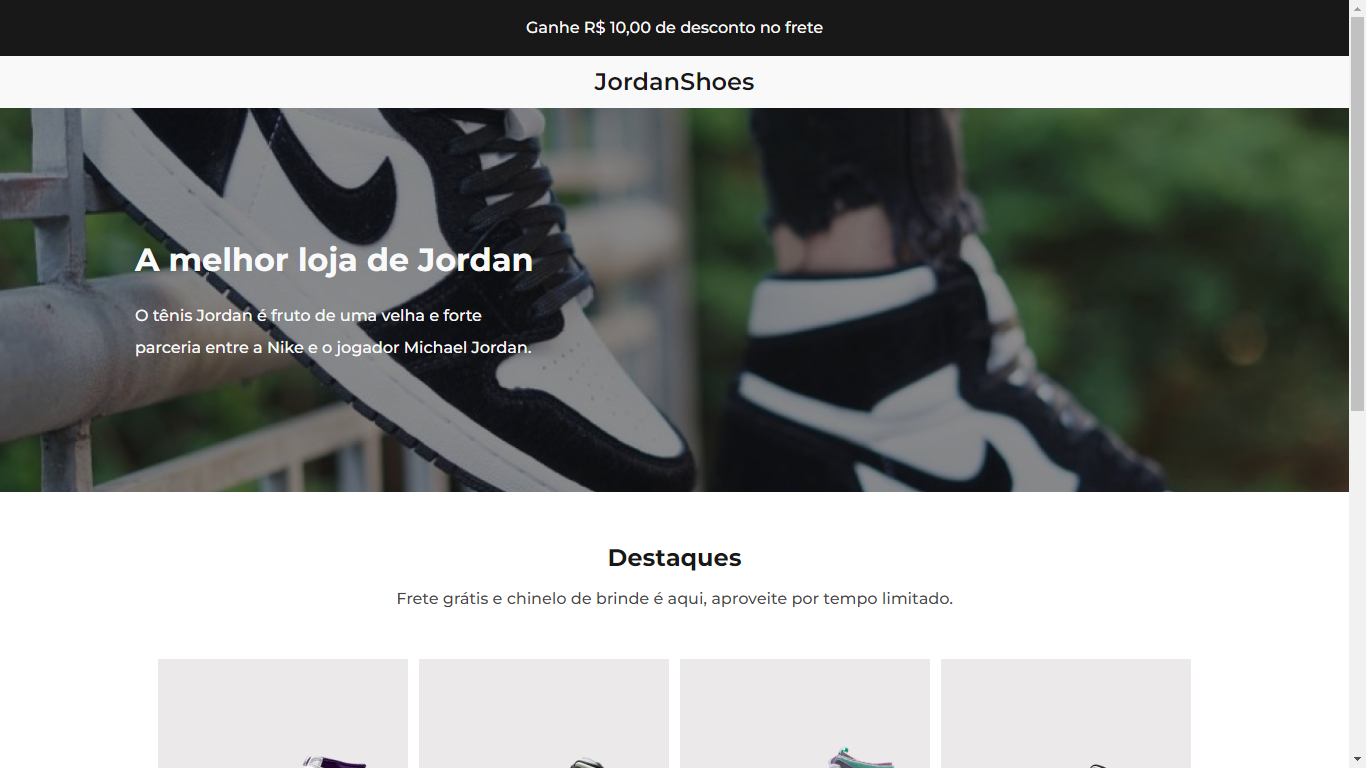 Ganhe R$ 10,00 de desconto no frete
JordanShoes
A melhor loja de Jordan
O tênis Jordan é fruto de uma velha e forte
parceria entre a Nike e o jogador Michael Jordan.
Destaques
Frete grátis e chinelo de brinde é aqui, aproveite por tempo limitado.